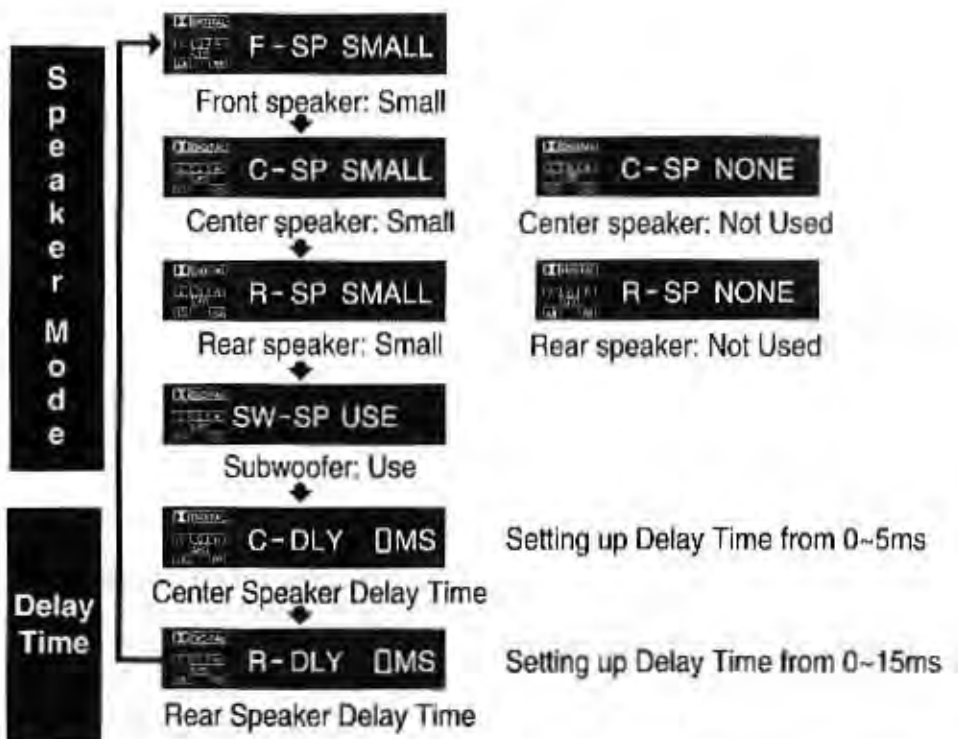 Speaker Mode
F-SP SMALL
Front speaker: Small
C-SP SMALL
C-SP NONE
Center speaker: Small
Center speaker: Not Used
R-SP SMALL
R-SP NONE
Rear speaker: Small
Rear speaker: Not Used
SW-SP USE
Subwoofer: Use
Delay
Time
C-DLY 0MS
Setting up Delay Time from 0~5ms
Center Speaker Delay Time
R-DLY 0MS
Setting up Delay Time from 0~15ms
Rear Speaker Delay Time